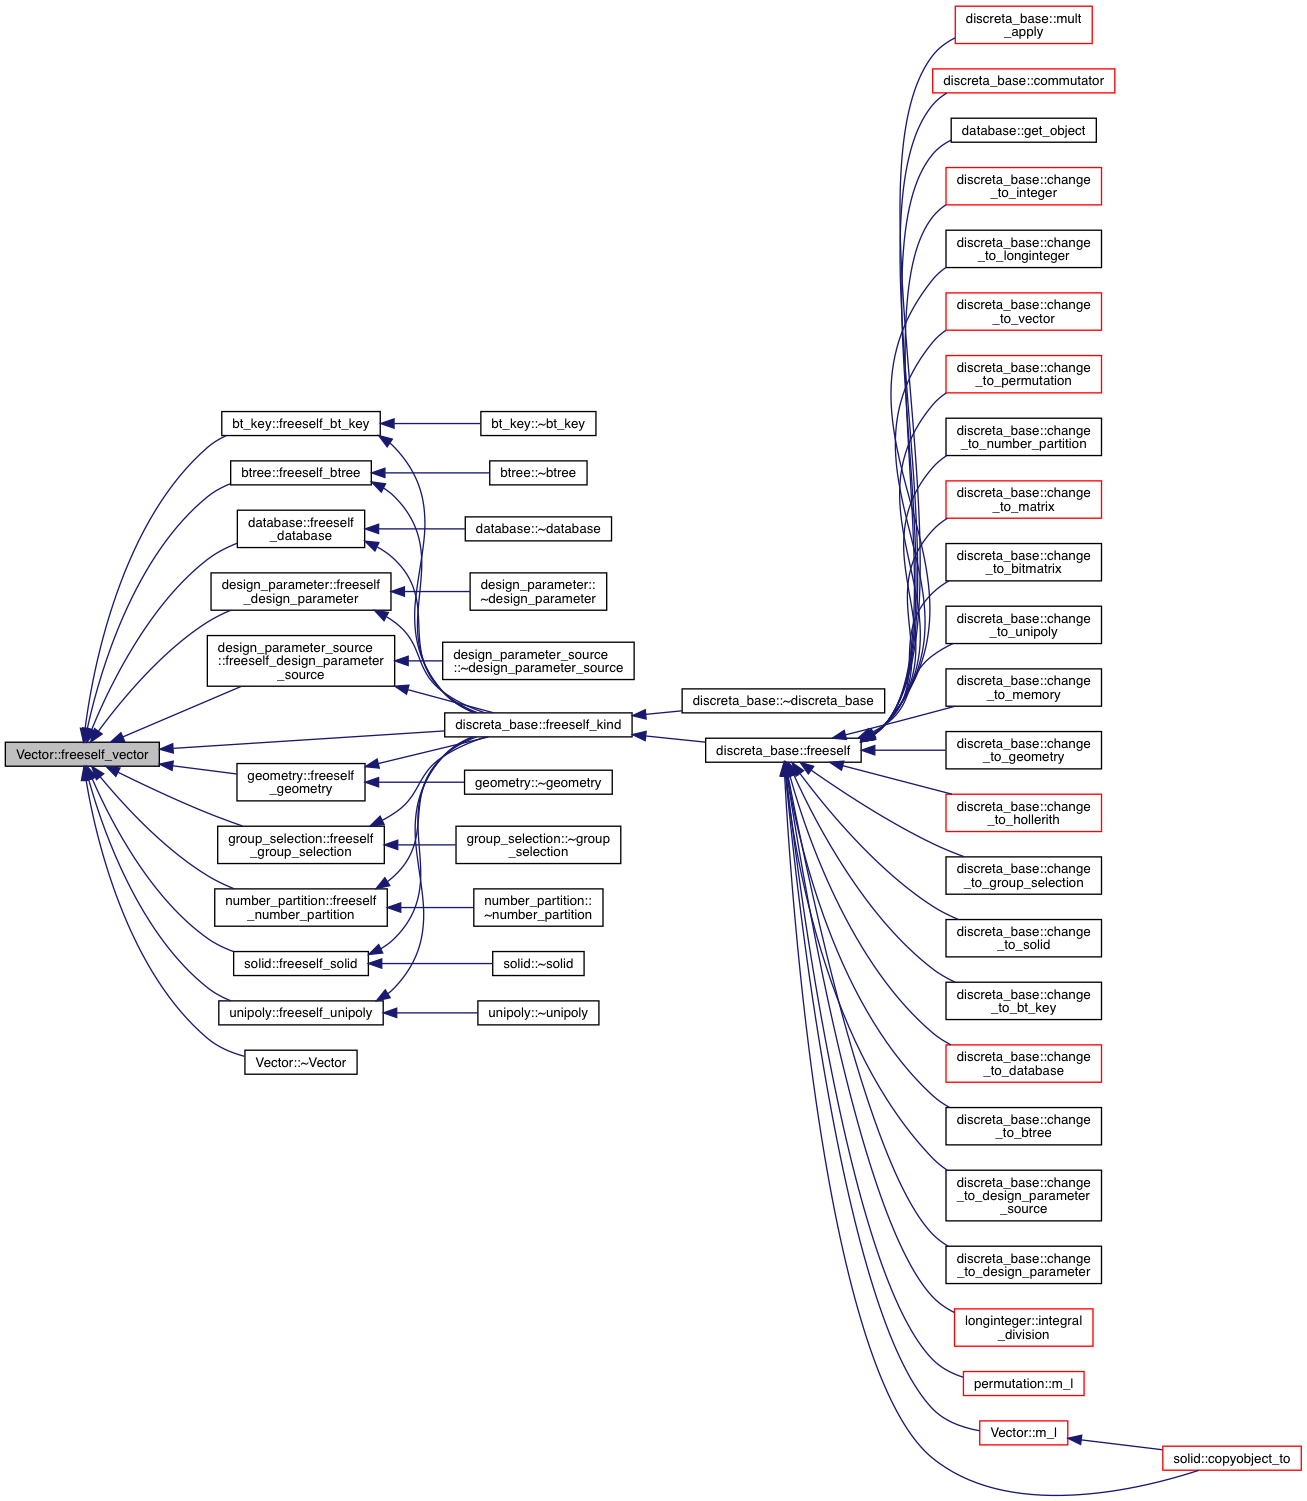 Vector::freeself_vector
bt_key::freeself_bt_key
btree::freeself_btree
database::freeself
_database
design_parameter::freeself
_design_parameter
design_parameter_source
::freeself_design_parameter
_source
geometry::freeself
_geometry
group_selection::freeself
_group_selection
number_partition::freeself
_number_partition
solid::freeself_solid
unipoly::freeself_unipoly
Vector::~Vector
bt_key::~bt_key
btree::~btree
database::~database
design_parameter::
~design_parameter
design_parameter_source
::~design_parameter_source
discreta_base::freeself_kind
geometry::~geometry
group_selection::~group
_selection
number_partition::
~number_partition
solid::~solid
unipoly::~unipoly
discreta_base::~discreta_base
discreta_base::freeself
discreta_base::mult
_apply
discreta_base::commutator
database::get_object
discreta_base::change
_to_integer
discreta_base::change
_to_longinteger
discreta_base::change
_to_vector
discreta_base::change
_to_permutation
discreta_base::change
_to_number_partition
discreta_base::change
_to_matrix
discreta_base::change
_to_bitmatrix
discreta_base::change
_to_unipoly
discreta_base::change
_to_memory
discreta_base::change
_to_geometry
discreta_base::change
_to_hollerith
discreta_base::change
_to_group_selection
discreta_base::change
_to_solid
discreta_base::change
_to_bt_key
discreta_base::change
_to_database
discreta_base::change
_to_btree
discreta_base::change
_to_design_parameter
_source
discreta_base::change
_to_design_parameter
longinteger::integral
_division
permutation::m_l
Vector::m_l
solid::copyobject_to